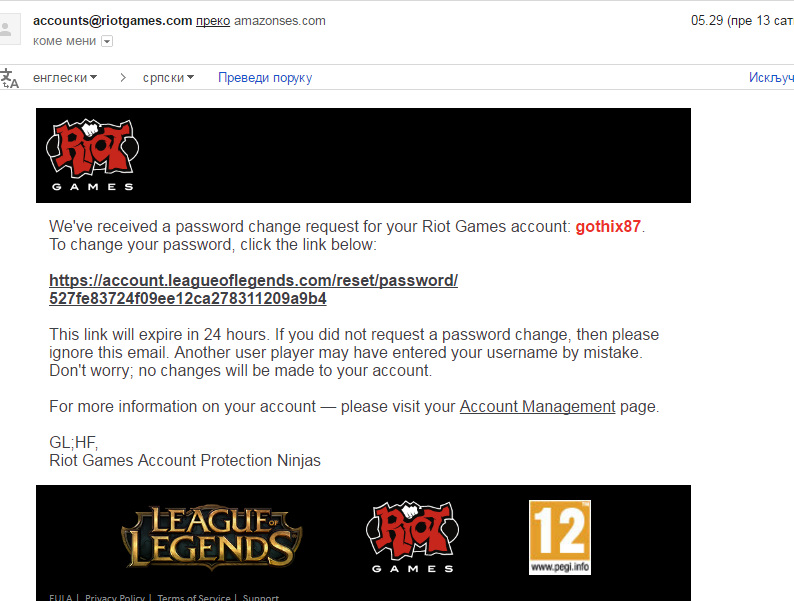 accounts@riotgames.com преко amazonses.com
05.29 (пре 13 сат
коме мени
енглески
српски
Преведи поруку
Искључ
RIOT
GAMES
We've received a password change request for your Riot Games account: gothix87.
To change your password, click the link below:
https://account.leagueoflegends.com/reset/password/
527fe83724f09ee12ca278311209a9b4
This link will expire in 24 hours. If you did not request a password change, then please
ignore this email. Another user player may have entered your username by mistake.
Don't worry; no changes will be made to your account.
For more information on your account — please visit your Account Management page.
GL;HF,
Riot Games Account Protection Ninjas
LEAGUE OF
LEGENDS
RIOT
GAMES
12
www.pegi.info
EULA | Privacy Policy | Terms of Service | Support